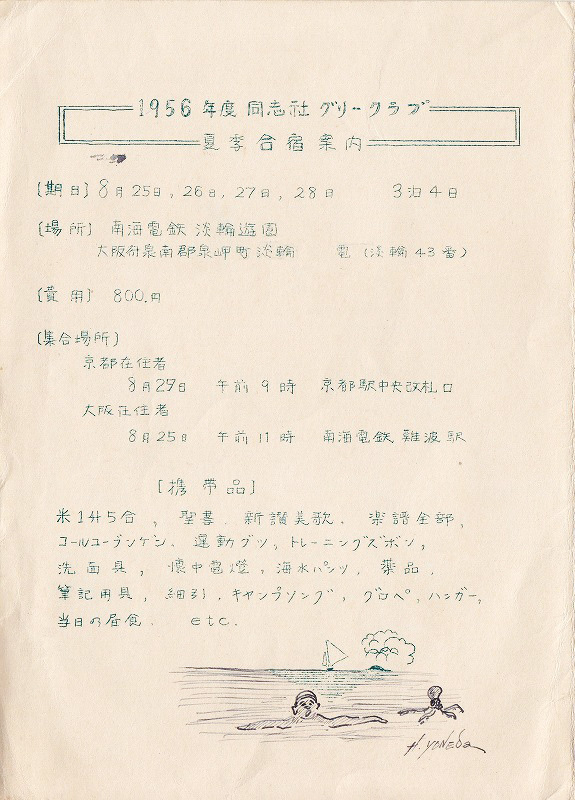 1956年度 同志社 グリークラブ
夏季合宿案内
[期日] 8月25日, 26日, 27日, 28日 3泊4日
[場所] 南海電鉄 淡輪遊園
大阪府泉南郡泉岬町淡輪 電 (淡輪43番)
[費用] 800.円
[集合場所]
京都在住者
8月29日 午前9時 京都駅中央改札口
大阪在住者
8月25日 午前11時 南海電鉄 難波駅
[携帯品]
米1升5合, 聖書. 新讃美歌. 楽譜全部,
コールユーブンゲン. 運動グツ, トレーニングズボン,
洗面具, 懐中電燈, 海水パンツ, 薬品.
筆記用具, 細引. キャンプソング, グロペ, ハンガー,
当日の昼食. etc.
H. YONEDA